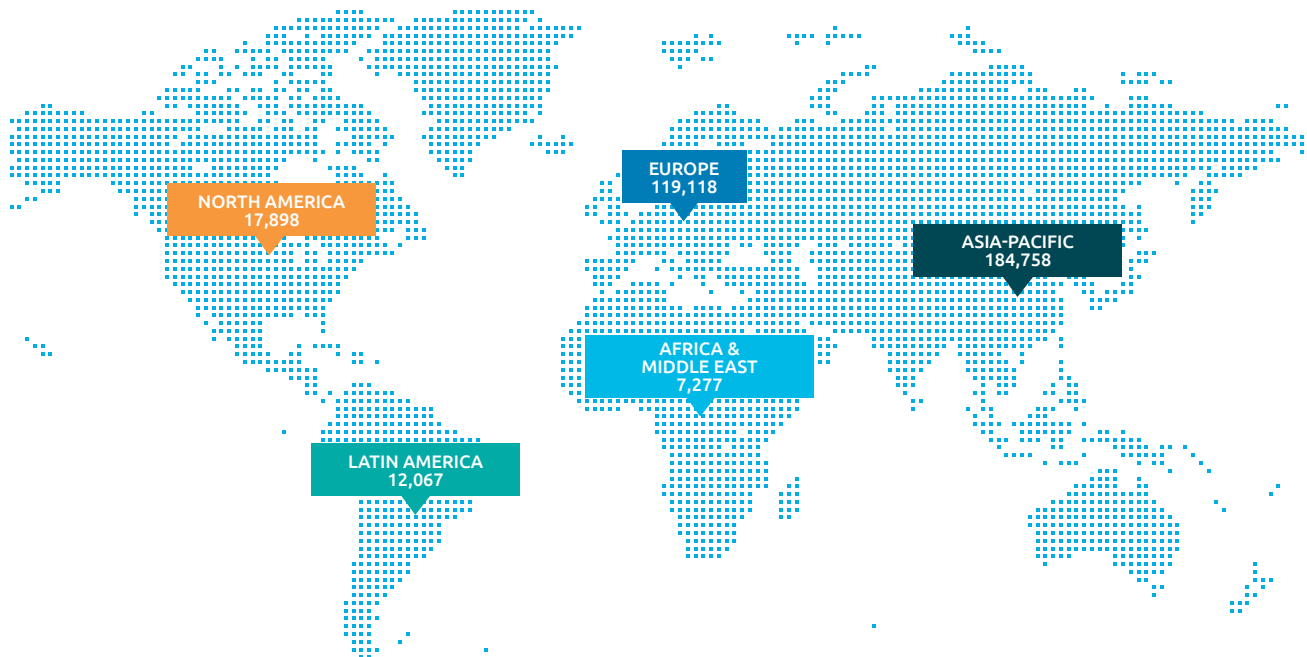 EUROPE
119,118
NORTH AMERICA
17,898
ASIA-PACIFIC
184,758
AFRICA &
MIDDLE EAST
7,277
LATIN AMERICA
12,067